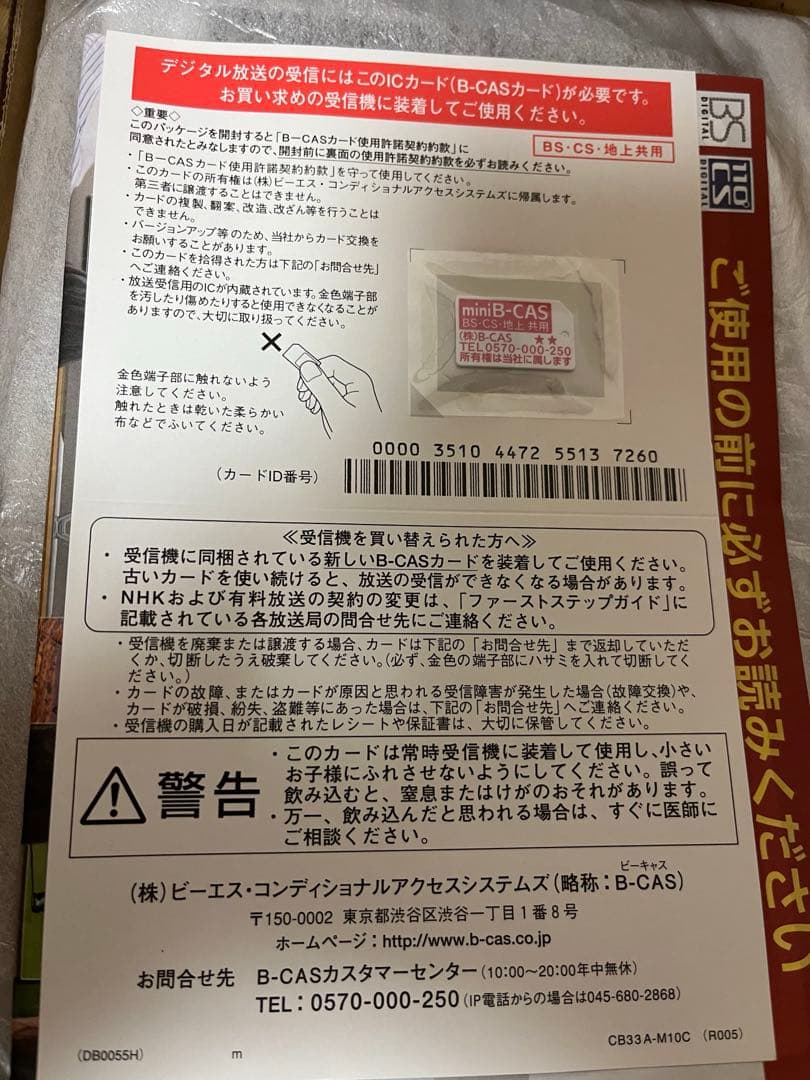 デジタル放送の受信にはこのICカード(B-CASカード)が必要です。
お買い求めの受信機に装着してご使用ください。
◇重要◇
このパッケージを開封すると「B-CASカード使用許諾契約約款」に
同意されたとみなしますので、開封前に裏面の使用許諾契約約款を必ずお読みください。
BS・CS・地上共用
・「B-CASカード使用許諾契約約款」を守って使用してください。
・このカードの所有権は(株)ビーエス・コンディショナルアクセスシステムズに帰属します。
第三者に譲渡することはできません。
・カードの複製、翻案、改造、改ざん等を行うことは
できません。
・バージョンアップ等のため、当社からカード交換を
お願いすることがあります。
・このカードを拾得された方は下記の「お問合せ先」
へご連絡ください。
・放送受信用のICが内蔵されています。金色端子部
を汚したり傷めたりすると使用できなくなることが
ありますので、大切に取り扱ってください。
miniB-CAS
BS・CS・地上 共用
(株)B-CAS ★★
TEL0570-000-250
所有権は当社に属します
金色端子部に触れないよう
注意してください。
触れたときは乾いた柔らかい
布などでふいてください。
0000 3510 4472 5513 7260
(カードID番号)
≪受信機を買い替えられた方へ≫
・ 受信機に同梱されている新しいB-CASカードを装着してご使用ください。
古いカードを使い続けると、放送の受信ができなくなる場合があります。
・ NHKおよび有料放送の契約の変更は、「ファーストステップガイド」に
記載されている各放送局の問合せ先にご連絡ください。
・受信機を廃棄または譲渡する場合、カードは下記の「お問合せ先」まで返却していただ
くか、切断したうえ破棄してください。(必ず、金色の端子部にハサミを入れて切断してく
ださい。)
・カードの故障、またはカードが原因と思われる受信障害が発生した場合(故障交換)や、
カードが破損、紛失、盗難等にあった場合は、下記の「お問合せ先」へご連絡ください。
・受信機の購入日が記載されたレシートや保証書は、大切に保管してください。
警告
・このカードは常時受信機に装着して使用し、小さい
お子様にふれさせないようにしてください。誤って
飲み込むと、窒息またはけがのおそれがあります。
・万一、飲み込んだと思われる場合は、すぐに医師に
ご相談ください。
(株)ビーエス・コンディショナルアクセスシステムズ(略称:B-CAS)
ビーキャス
〒150-0002 東京都渋谷区渋谷一丁目1番8号
ホームページ:http://www.b-cas.co.jp
お問合せ先 B-CASカスタマーセンター(10:00~20:00年中無休)
TEL:0570-000-250(IP電話からの場合は045-680-2868)
(DB0055H) m CB33A-M10C (R005)
BS
DIGITAL
110°
CS
DIGITAL
ご使用の前に必ずお読みください